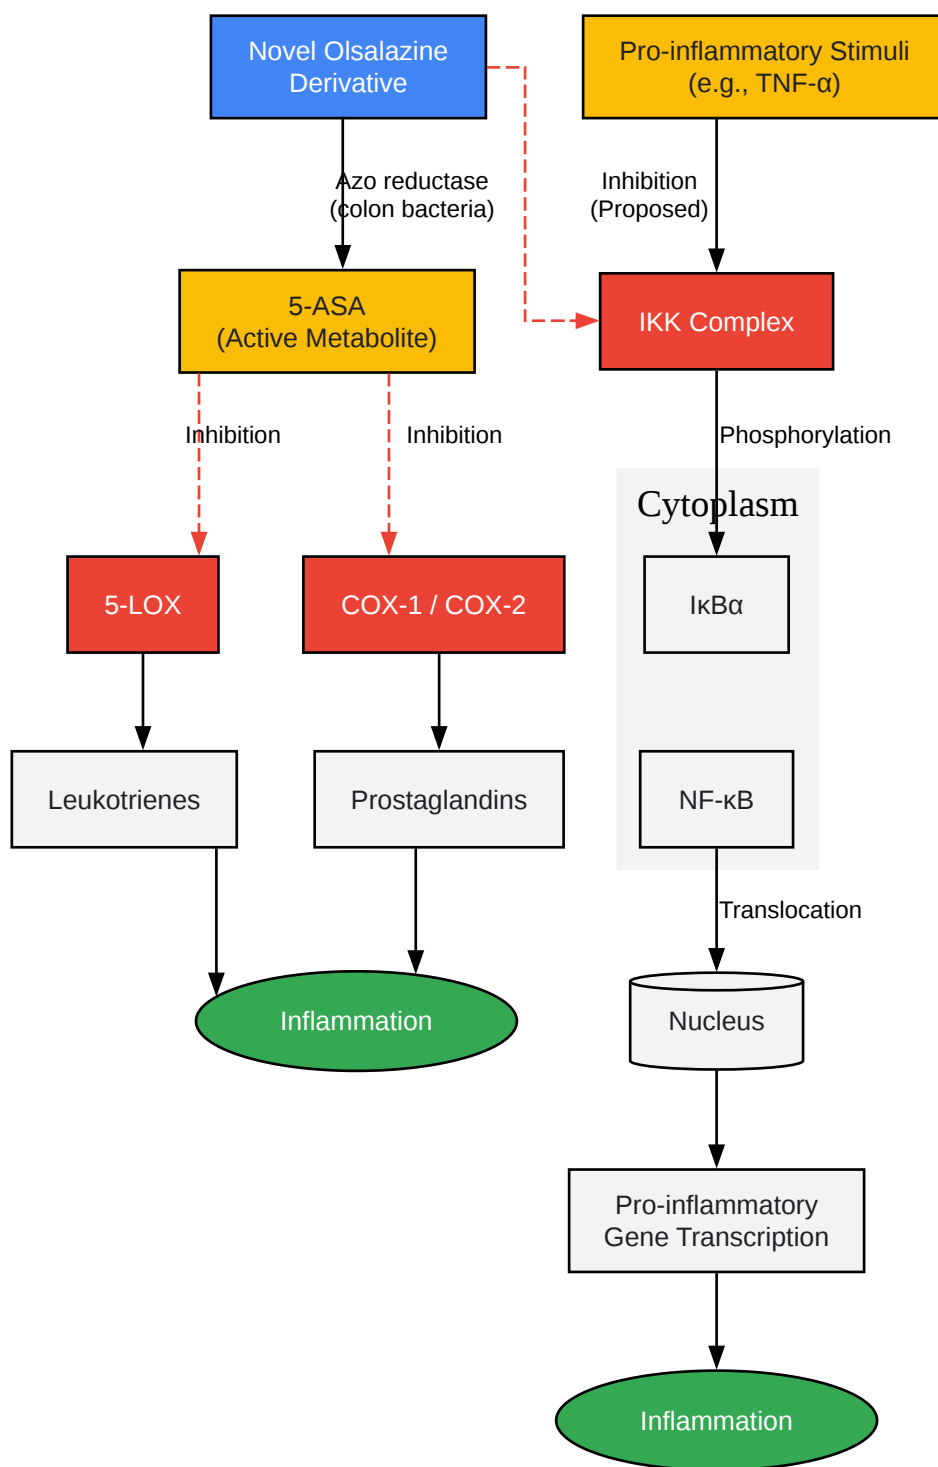 Novel Olsalazine
Derivative
Pro-inflammatory Stimuli
(e.g., TNF-α)
Azo reductase
(colon bacteria)
Inhibition
(Proposed)
5-ASA
(Active Metabolite)
IKK Complex
Inhibition
Inhibition
Phosphorylation
Cytoplasm
5-LOX
COX-1 / COX-2
IκBα
Leukotrienes
Prostaglandins
NF-κB
Translocation
Inflammation
Nucleus
Pro-inflammatory
Gene Transcription
Inflammation